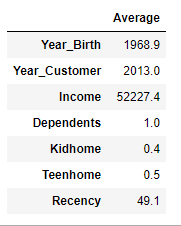 Average
Year_Birth 1968.9
Year_Customer 2013.0
Income 52227.4
Dependents 1.0
Kidhome 0.4
Teenhome 0.5
Recency 49.1